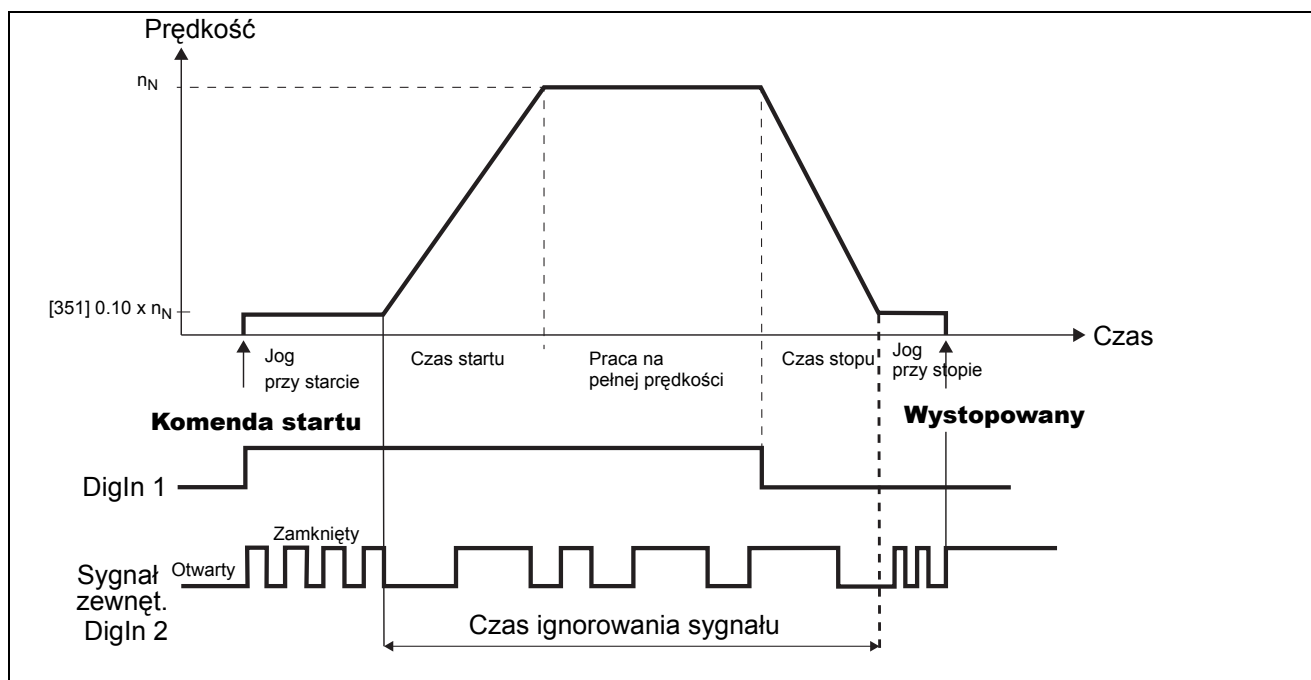 Prędkość
n_N
[351] 0.10 x n_N
Czas
Jog
przy starcie
Czas startu
Praca na
pełnej prędkości
Czas stopu
Jog
przy stopie
Komenda startu
Wystopowany
DigIn 1
Zamknięty
Otwarty
Sygnał
zewnęt.
DigIn 2
Czas ignorowania sygnału